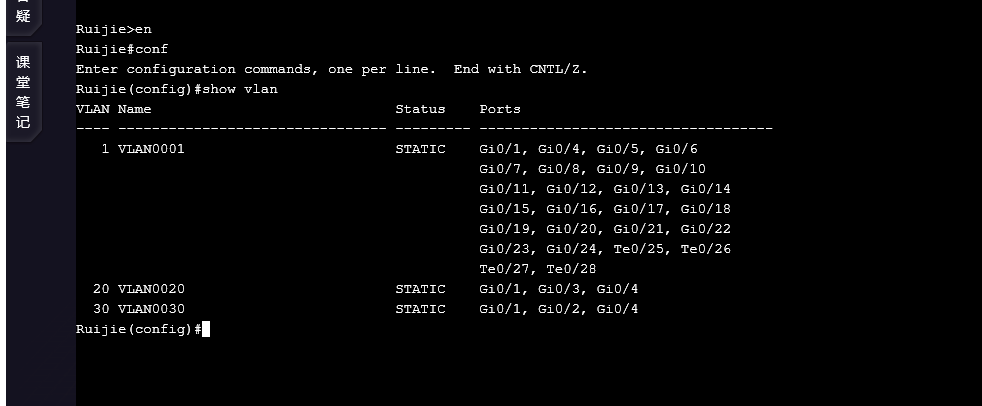 疑
课堂笔记
Ruijie>en
Ruijie#conf
Enter configuration commands, one per line.  End with CNTL/Z.
Ruijie(config)#show vlan
VLAN Name                             Status    Ports
---- -------------------------------- --------- -----------------------------------
   1 VLAN0001                         STATIC    Gi0/1, Gi0/4, Gi0/5, Gi0/6
                                                Gi0/7, Gi0/8, Gi0/9, Gi0/10
                                                Gi0/11, Gi0/12, Gi0/13, Gi0/14
                                                Gi0/15, Gi0/16, Gi0/17, Gi0/18
                                                Gi0/19, Gi0/20, Gi0/21, Gi0/22
                                                Gi0/23, Gi0/24, Te0/25, Te0/26
                                                Te0/27, Te0/28
  20 VLAN0020                         STATIC    Gi0/1, Gi0/3, Gi0/4
  30 VLAN0030                         STATIC    Gi0/1, Gi0/2, Gi0/4
Ruijie(config)#